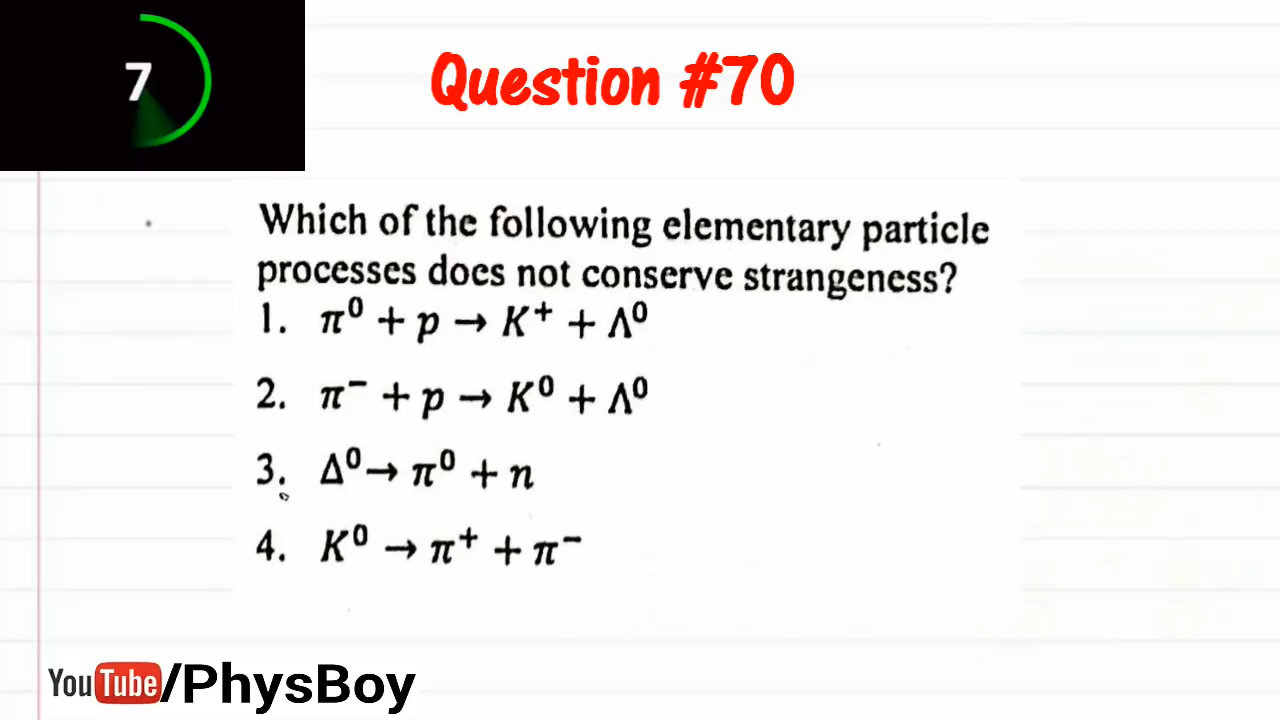 7
Question #70
Which of the following elementary particle
processes does not conserve strangeness?
1. π⁰ + p → K⁺ + Λ⁰
2. π⁻ + p → K⁰ + Λ⁰
3. Δ⁰ → π⁰ + n
4. K⁰ → π⁺ + π⁻
YouTube/PhysBoy